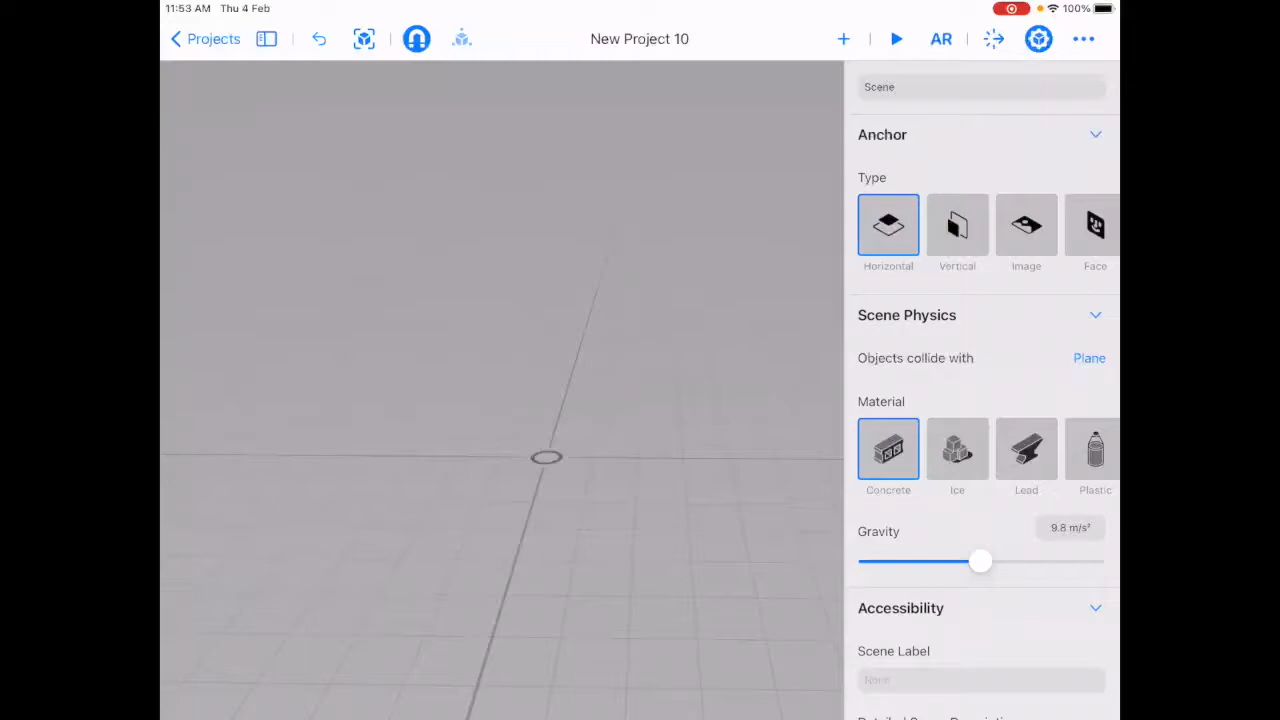 11:53 AM Thu 4 Feb 100%
Projects New Project 10 AR
Scene
Anchor
Type
Horizontal Vertical Image Face
Scene Physics
Objects collide with Plane
Material
Concrete Ice Lead Plastic
Gravity 9.8 m/s²
Accessibility
Scene Label
None